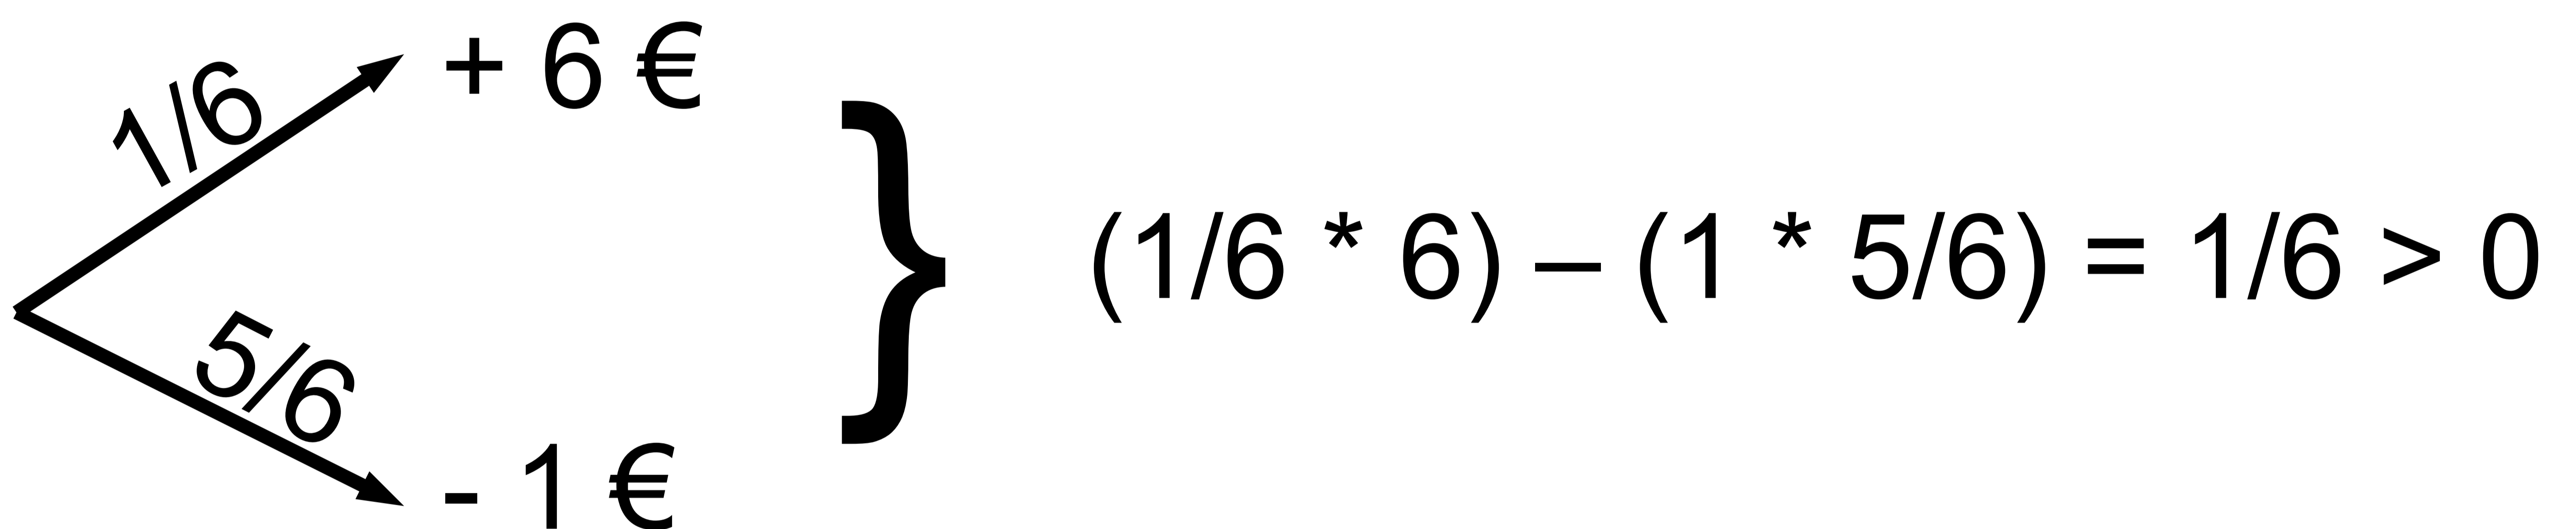 1/6
+ 6 €
(1/6 * 6) – (1 * 5/6) = 1/6 > 0
5/6
- 1 €